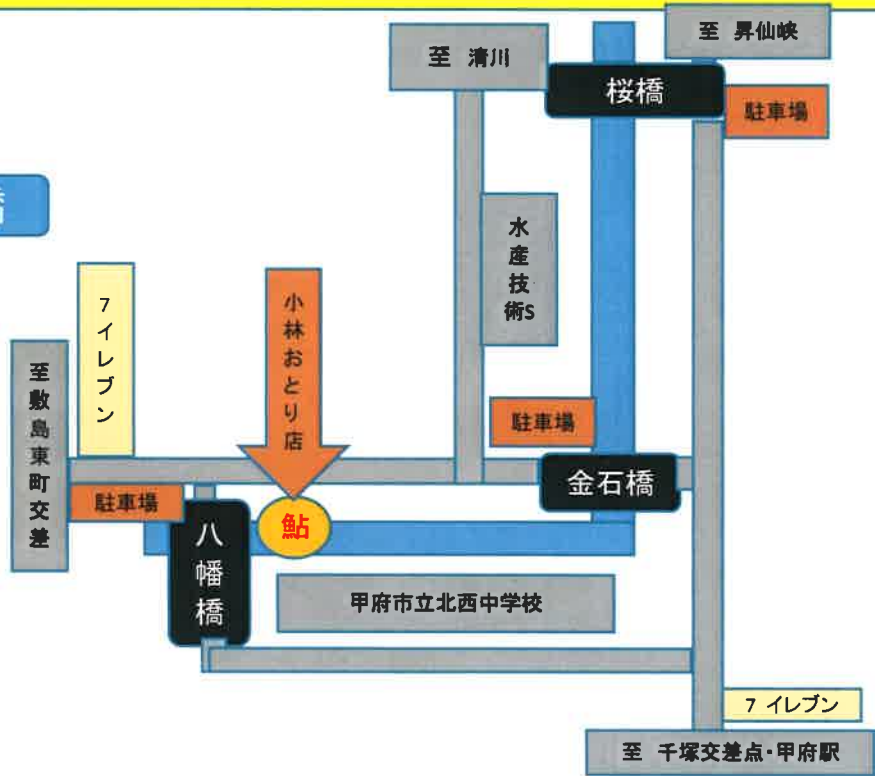 至 昇仙峡
至 清川
桜橋
駐車場
水産技術S
7イレブン
小林おとり店
至敷島東町交差
駐車場
金石橋
駐車場
鮎
八幡橋
甲府市立北西中学校
7 イレブン
至 千塚交差点・甲府駅